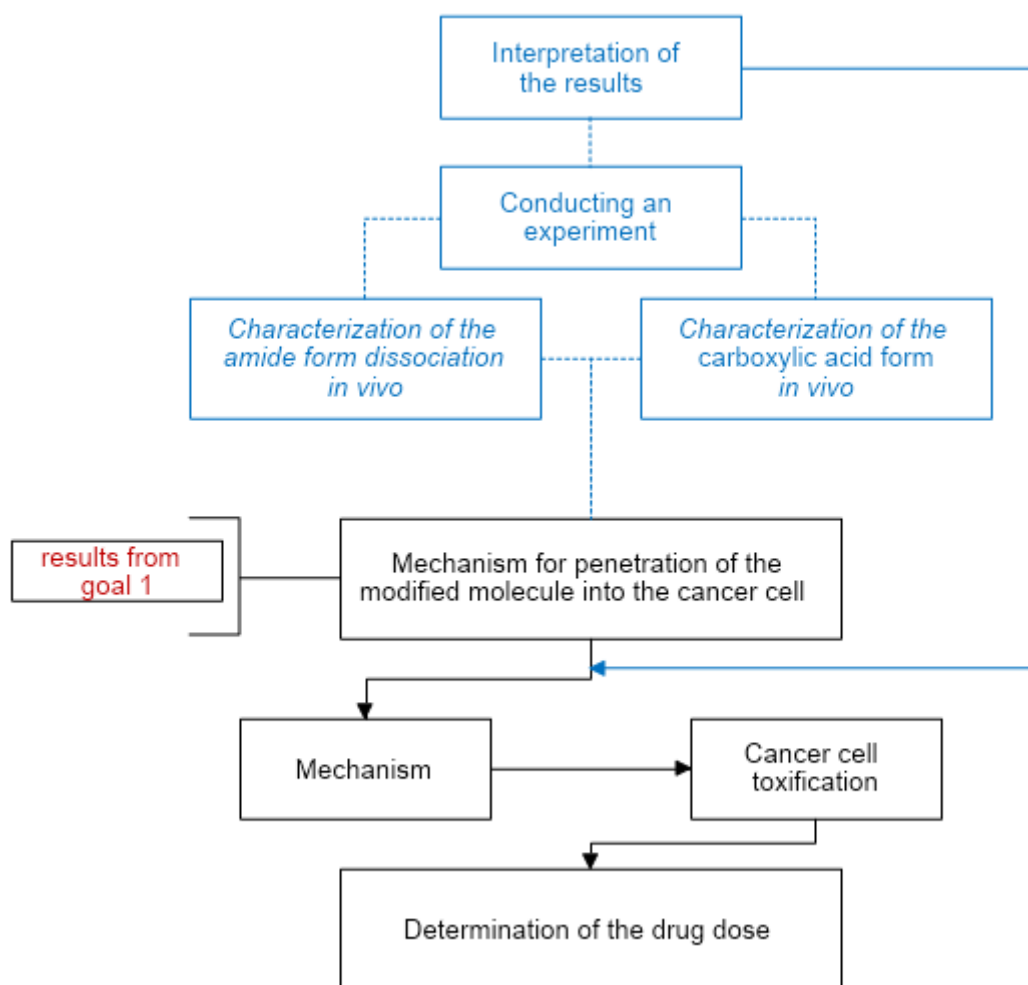 Interpretation of
the results
Conducting an
experiment
Characterization of the
amide form dissociation
in vivo
Characterization of the
carboxylic acid form
in vivo
results from
goal 1
Mechanism for penetration of the
modified molecule into the cancer cell
Mechanism
Cancer cell
toxification
Determination of the drug dose